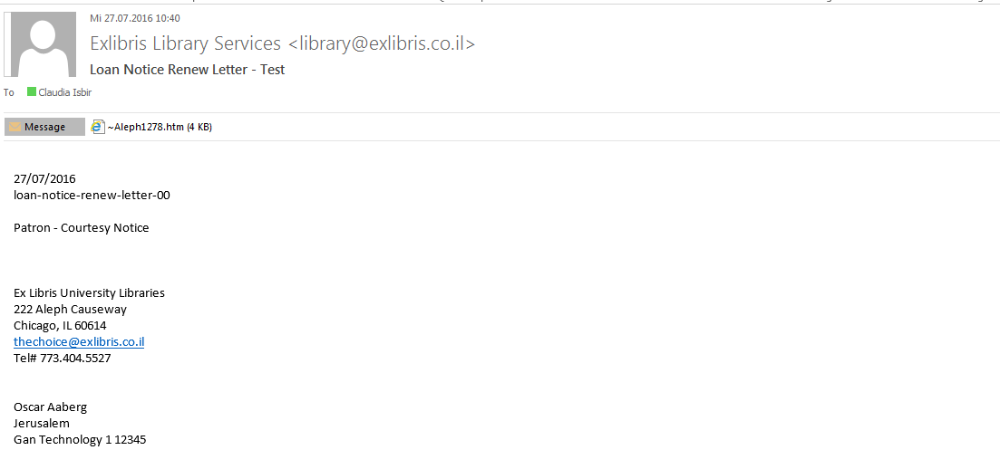 Mi 27.07.2016 10:40
Exlibris Library Services <library@exlibris.co.il>
Loan Notice Renew Letter - Test
To Claudia Isbir
Message ~Aleph1278.htm (4 KB)
27/07/2016
loan-notice-renew-letter-00
Patron - Courtesy Notice
Ex Libris University Libraries
222 Aleph Causeway
Chicago, IL 60614
thechoice@exlibris.co.il
Tel# 773.404.5527
Oscar Aaberg
Jerusalem
Gan Technology 1 12345